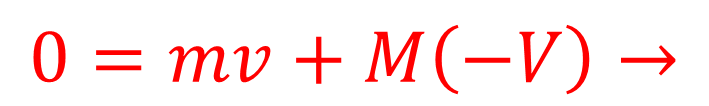 0 = mv + M(−V) →